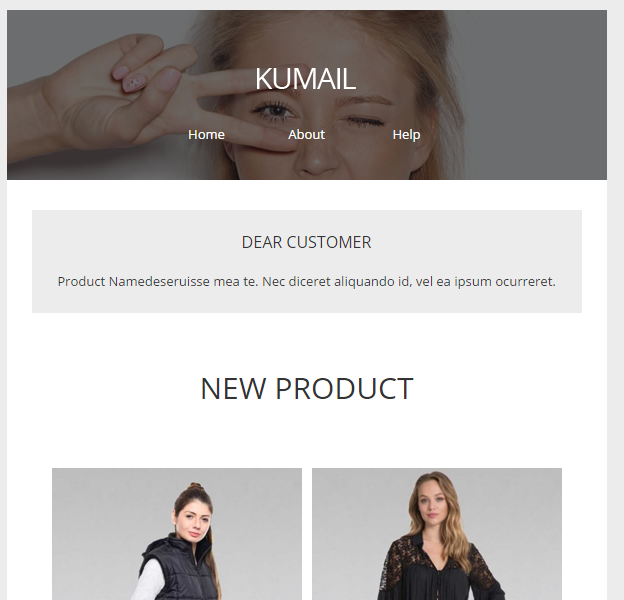 KUMAIL
Home About Help
DEAR CUSTOMER
Product Namedeseruisse mea te. Nec diceret aliquando id, vel ea ipsum ocurreret.
NEW PRODUCT